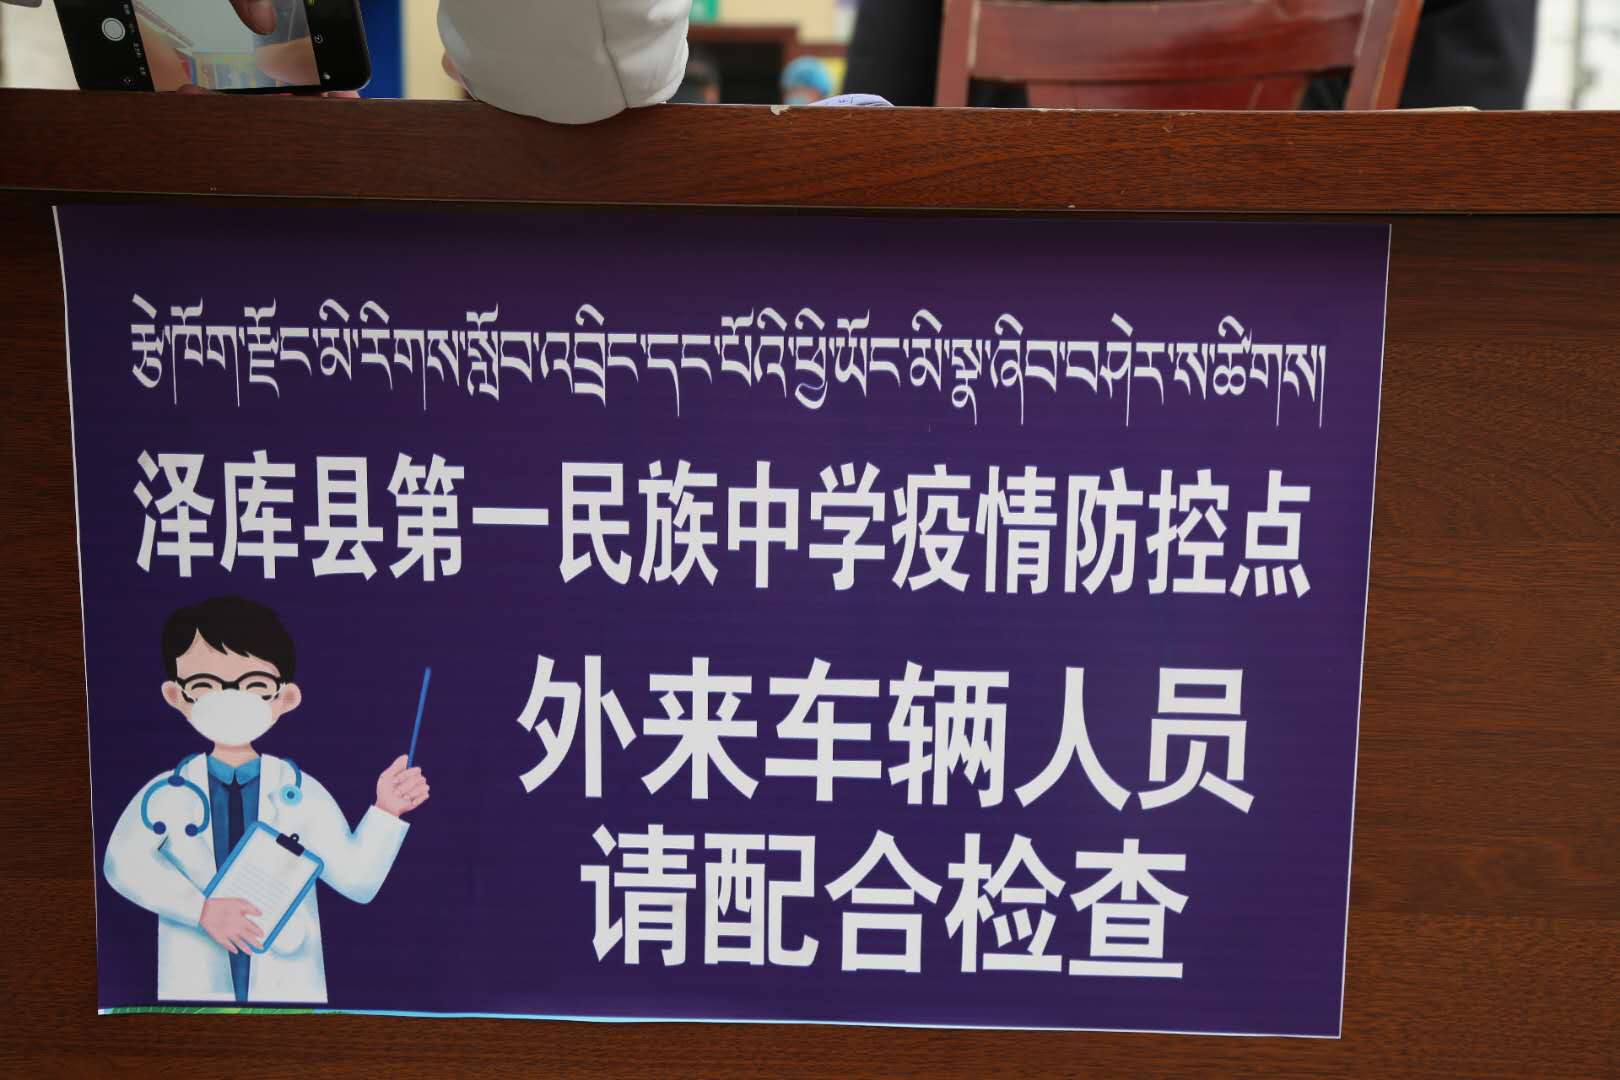 རྩེ་ཁོག་རྫོང་མི་རིགས་སློབ་འབྲིང་དང་པོའི་ཕྱི་ཡོང་མི་སྣ་ཞིབ་བཤེར་ས་ཚིགས།
泽库县第一民族中学疫情防控点
外来车辆人员
请配合检查